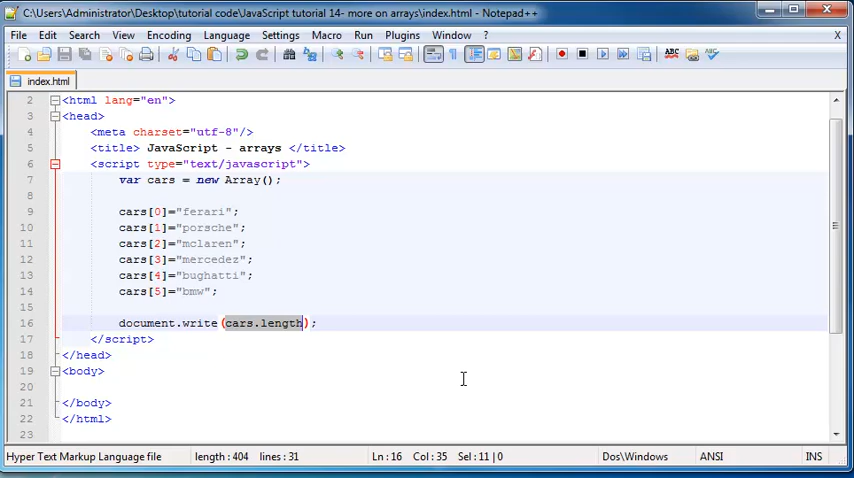 C:\Users\Administrator\Desktop\tutorial code\JavaScript tutorial 14- more on arrays\index.html - Notepad++
File Edit Search View Encoding Language Settings Macro Run Plugins Window ? X
ABC
index.html
2 <html lang="en">
3 <head>
4 <meta charset="utf-8"/>
5 <title> JavaScript - arrays </title>
6 <script type="text/javascript">
7 var cars = new Array();
8
9 cars[0]="ferari";
10 cars[1]="porsche";
11 cars[2]="mclaren";
12 cars[3]="mercedez";
13 cars[4]="bughatti";
14 cars[5]="bmw";
15
16 document.write(cars.length);
17 </script>
18 </head>
19 <body>
20
21 </body>
22 </html>
23
Hyper Text Markup Language file length : 404 lines : 31 Ln : 16 Col : 35 Sel : 11 | 0 Dos\Windows ANSI INS